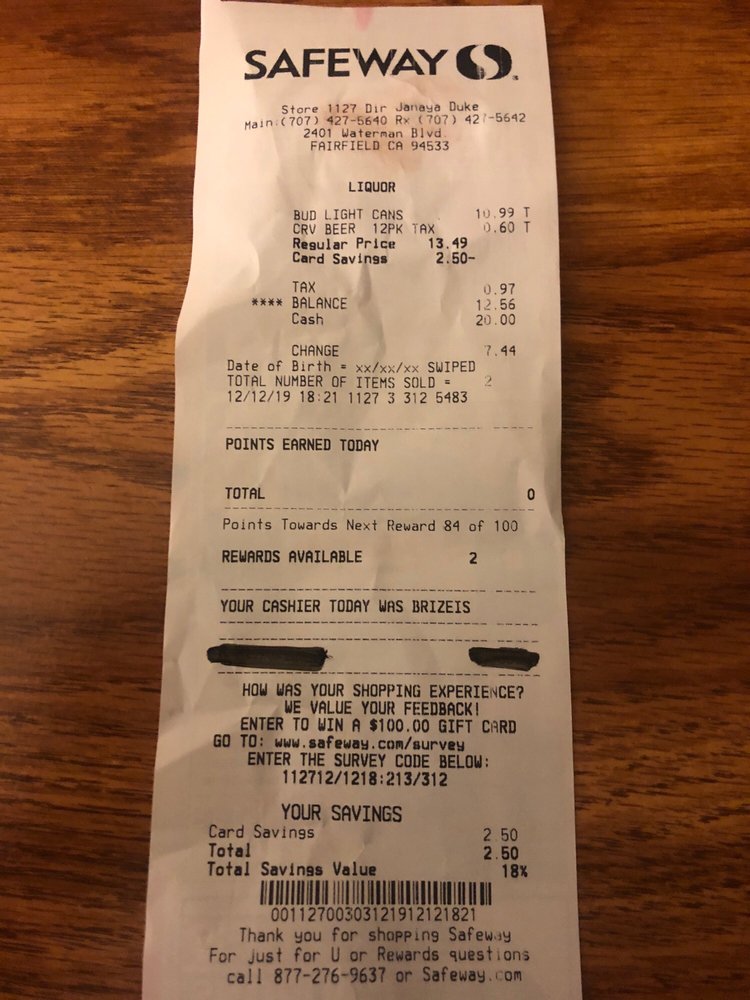 SAFEWAY
Store 1127 Dir Janaya Duke
Main:(707) 427-5640 Rx (707) 427-5642
2401 Waterman Blvd.
FAIRFIELD CA 94533
LIQUOR
BUD LIGHT CANS 10.99 T
CRV BEER 12PK TAX 0.60 T
Regular Price 13.49
Card Savings 2.50-
TAX 0.97
**** BALANCE 12.56
Cash 20.00
CHANGE 7.44
Date of Birth = xx/xx/xx SWIPED
TOTAL NUMBER OF ITEMS SOLD = 2
12/12/19 18:21 1127 3 312 5483
POINTS EARNED TODAY
TOTAL 0
Points Towards Next Reward 84 of 100
REWARDS AVAILABLE 2
YOUR CASHIER TODAY WAS BRIZEIS
HOW WAS YOUR SHOPPING EXPERIENCE?
WE VALUE YOUR FEEDBACK!
ENTER TO WIN A $100.00 GIFT CARD
GO TO: www.safeway.com/survey
ENTER THE SURVEY CODE BELOW:
112712/1218:213/312
YOUR SAVINGS
Card Savings 2.50
Total 2.50
Total Savings Value 18%
00112700303121912121821
Thank you for shopping Safeway
For just for U or Rewards questions
call 877-276-9637 or Safeway.com